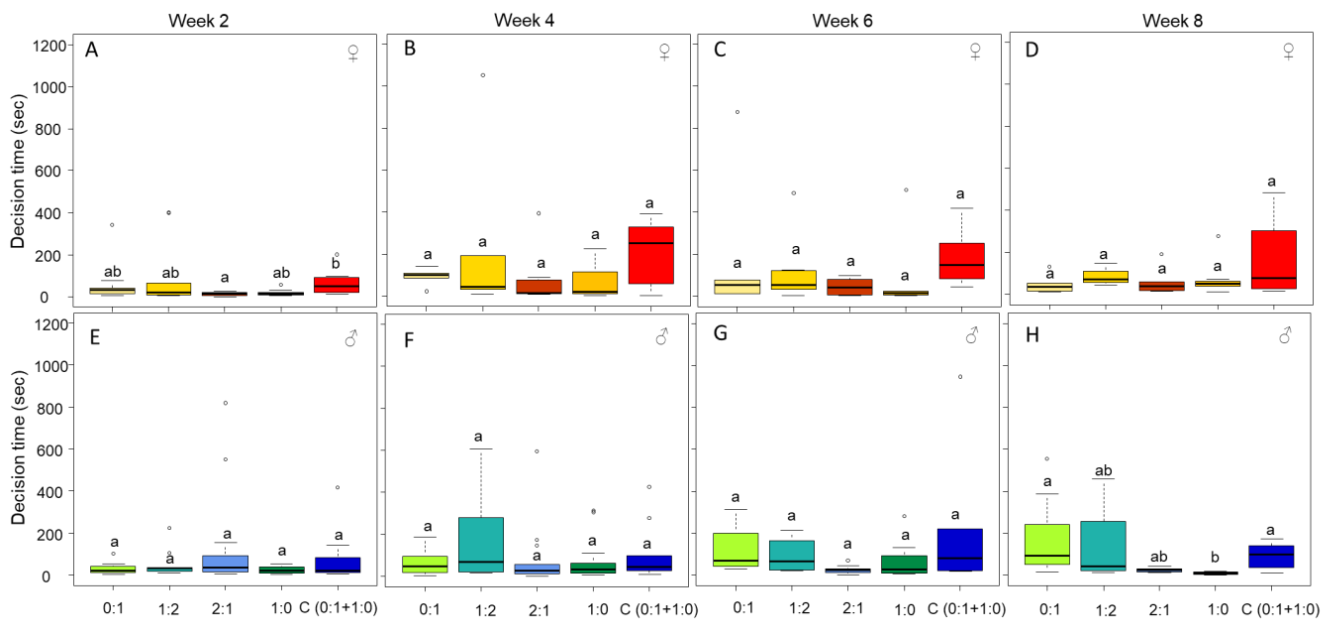 Week 2 Week 4 Week 6 Week 8
A ♀ B ♀ C ♀ D ♀
Decision time (sec)
1200
1000
800
600
400
200
0
ab ab a ab b
a a a a a
a a a a a
a a a a a
E ♂ F ♂ G ♂ H ♂
Decision time (sec)
1200
1000
800
600
400
200
0
a a a a a
a a a a a
a a a a a
a ab ab b a
0:1 1:2 2:1 1:0 C (0:1+1:0) 0:1 1:2 2:1 1:0 C (0:1+1:0) 0:1 1:2 2:1 1:0 C (0:1+1:0) 0:1 1:2 2:1 1:0 C (0:1+1:0)